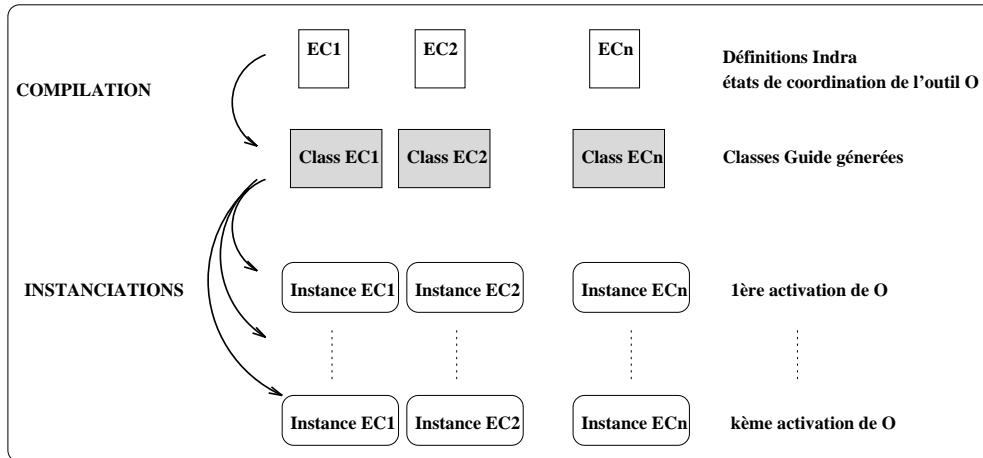 EC1 EC2 ECn
Définitions Indra
états de coordination de l'outil O
COMPILATION
Class EC1 Class EC2 Class ECn
Classes Guide génerées
INSTANCIATIONS
Instance EC1 Instance EC2 Instance ECn
1ère activation de O
Instance EC1 Instance EC2 Instance ECn
kème activation de O